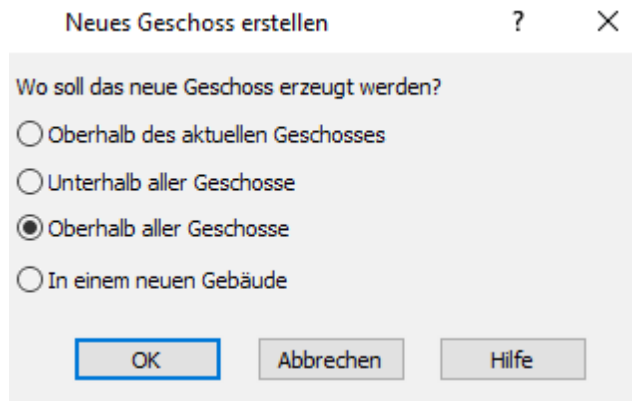 Neues Geschoss erstellen ?
Wo soll das neue Geschoss erzeugt werden?
Oberhalb des aktuellen Geschosses
Unterhalb aller Geschosse
Oberhalb aller Geschosse
In einem neuen Gebäude
OK Abbrechen Hilfe